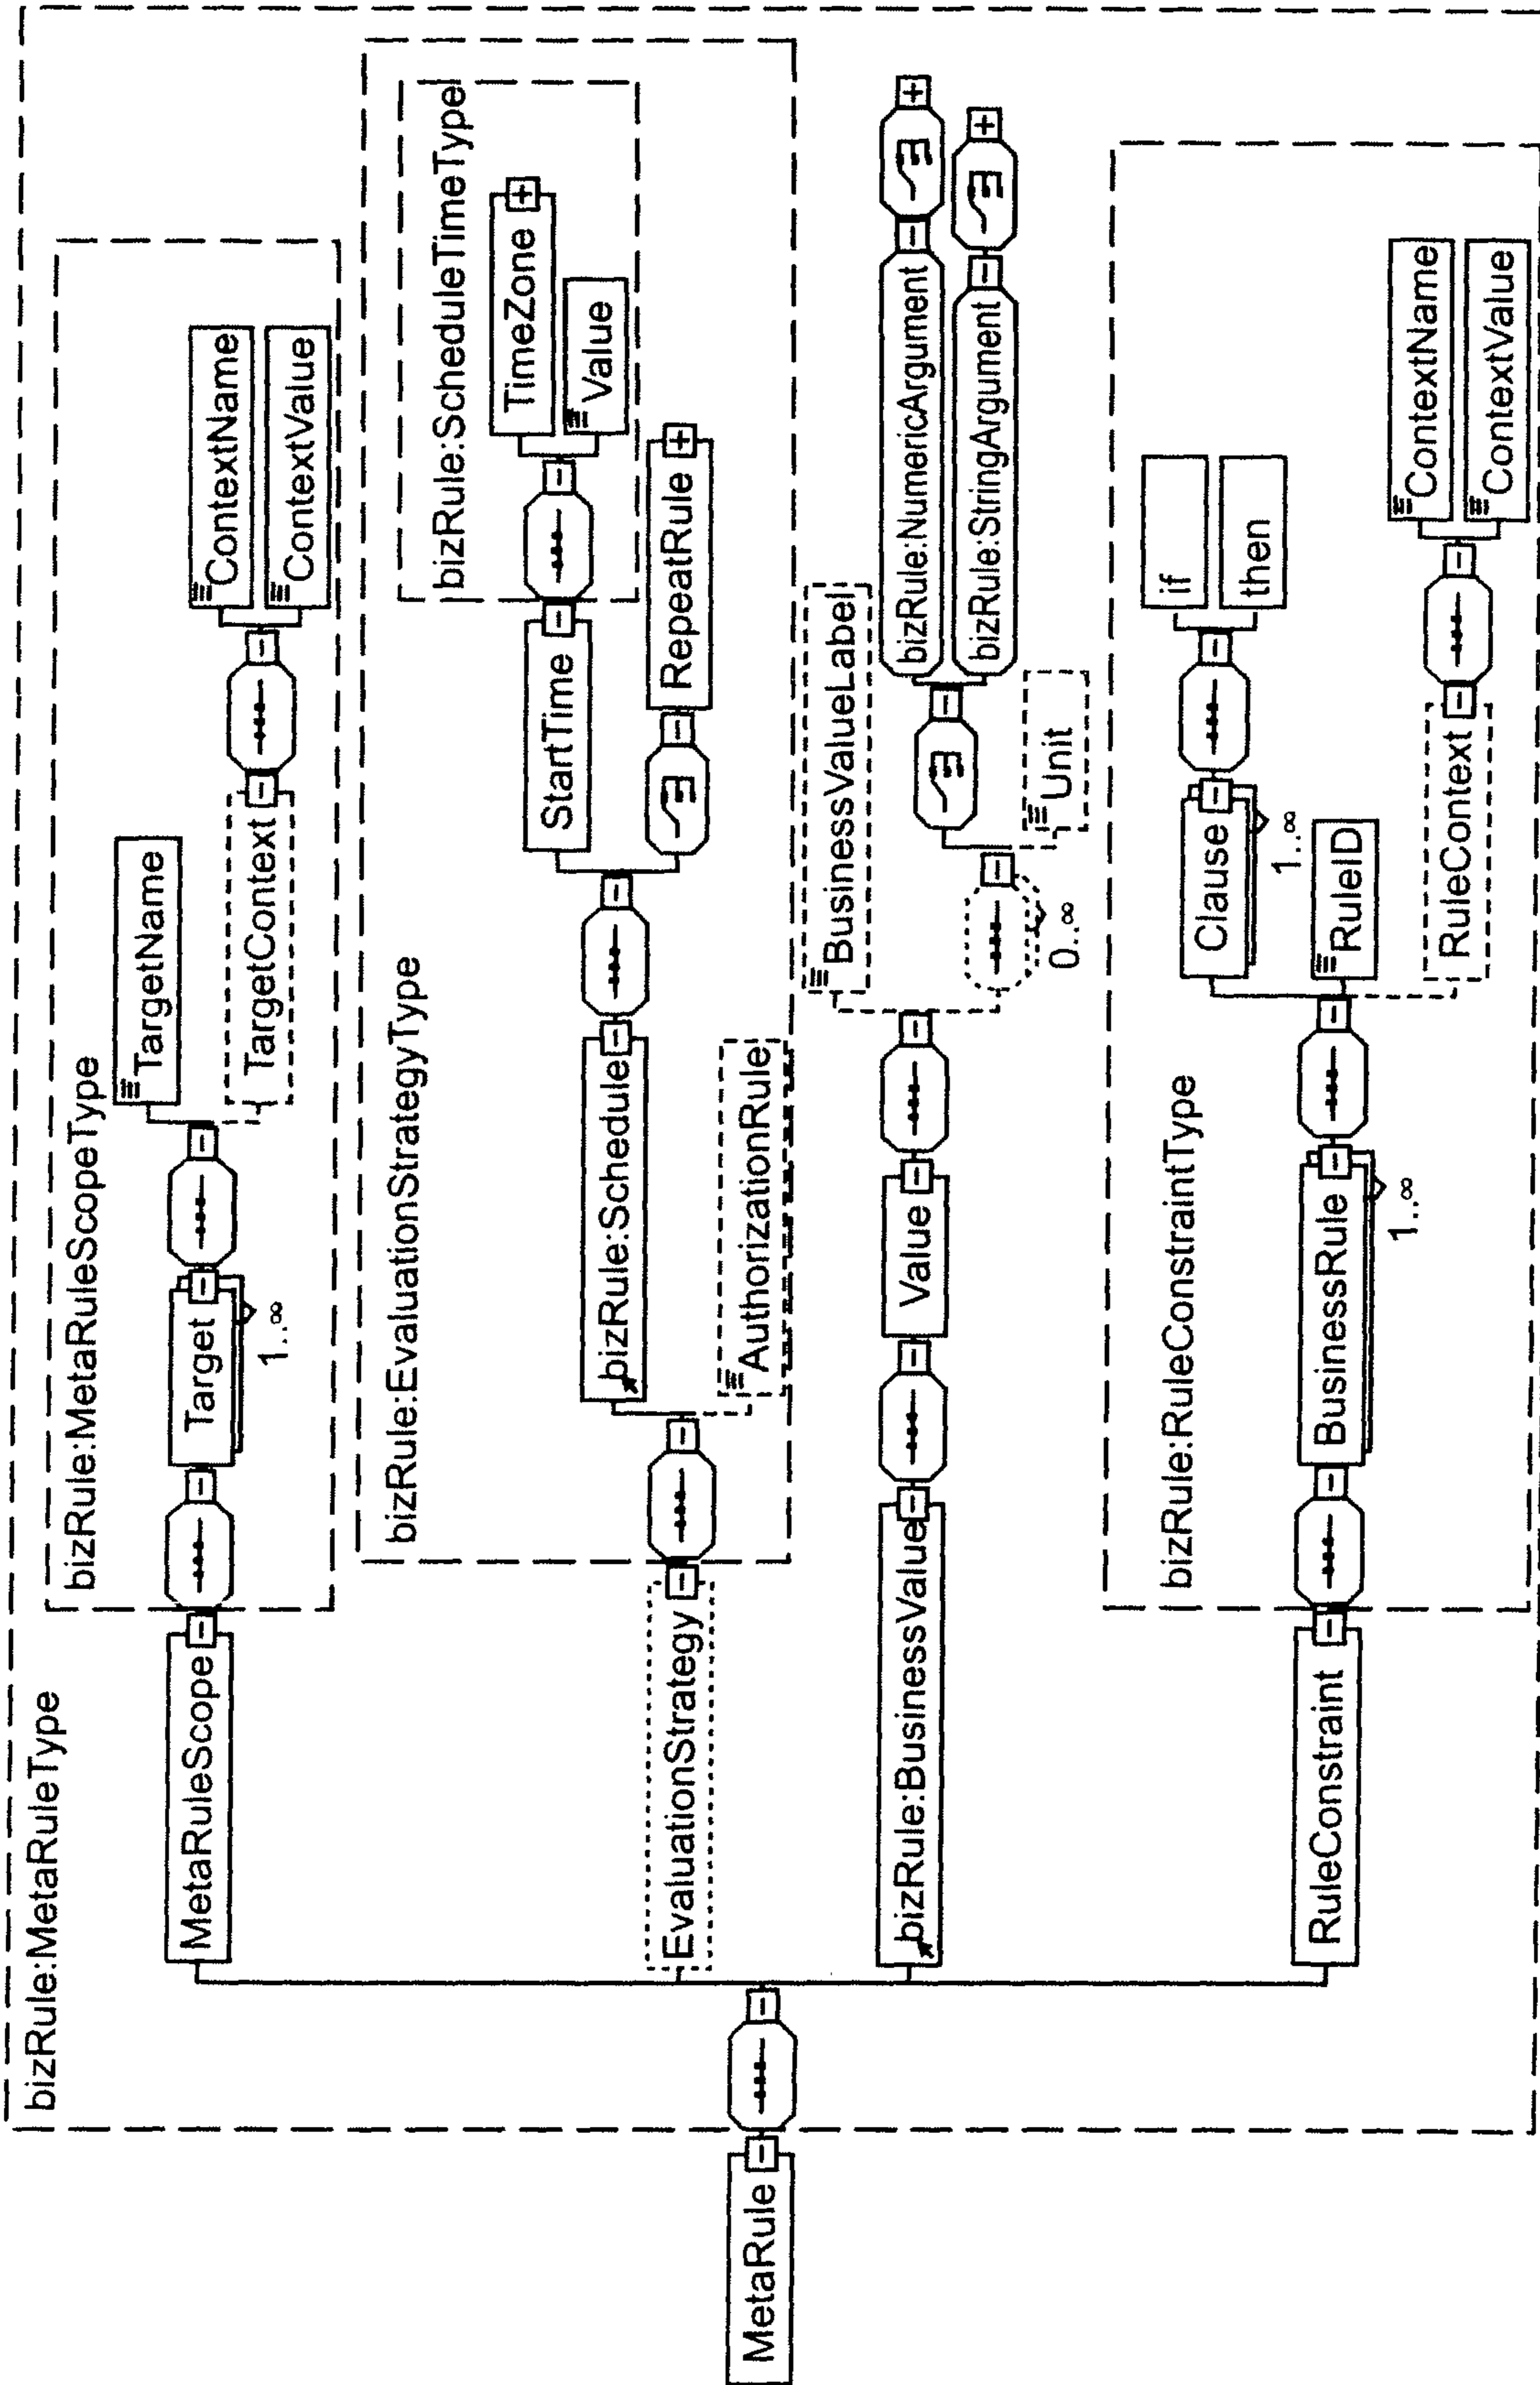 bizRule:MetaRuleType
bizRule:MetaRuleScopeType
MetaRuleScope
Target
1..∞
TargetName
TargetContext
ContextName
ContextValue
bizRule:EvaluationStrategyType
EvaluationStrategy
bizRule:Schedule
AuthorizationRule
StartTime
RepeatRule
bizRule:ScheduleTimeType
TimeZone
Value
MetaRule
bizRule:BusinessValue
Value
BusinessValueLabel
0..∞
Unit
bizRule:NumericArgument
bizRule:StringArgument
bizRule:RuleConstraintType
RuleConstraint
BusinessRule
1..∞
Clause
1..∞
if
then
RuleID
RuleContext
ContextName
ContextValue